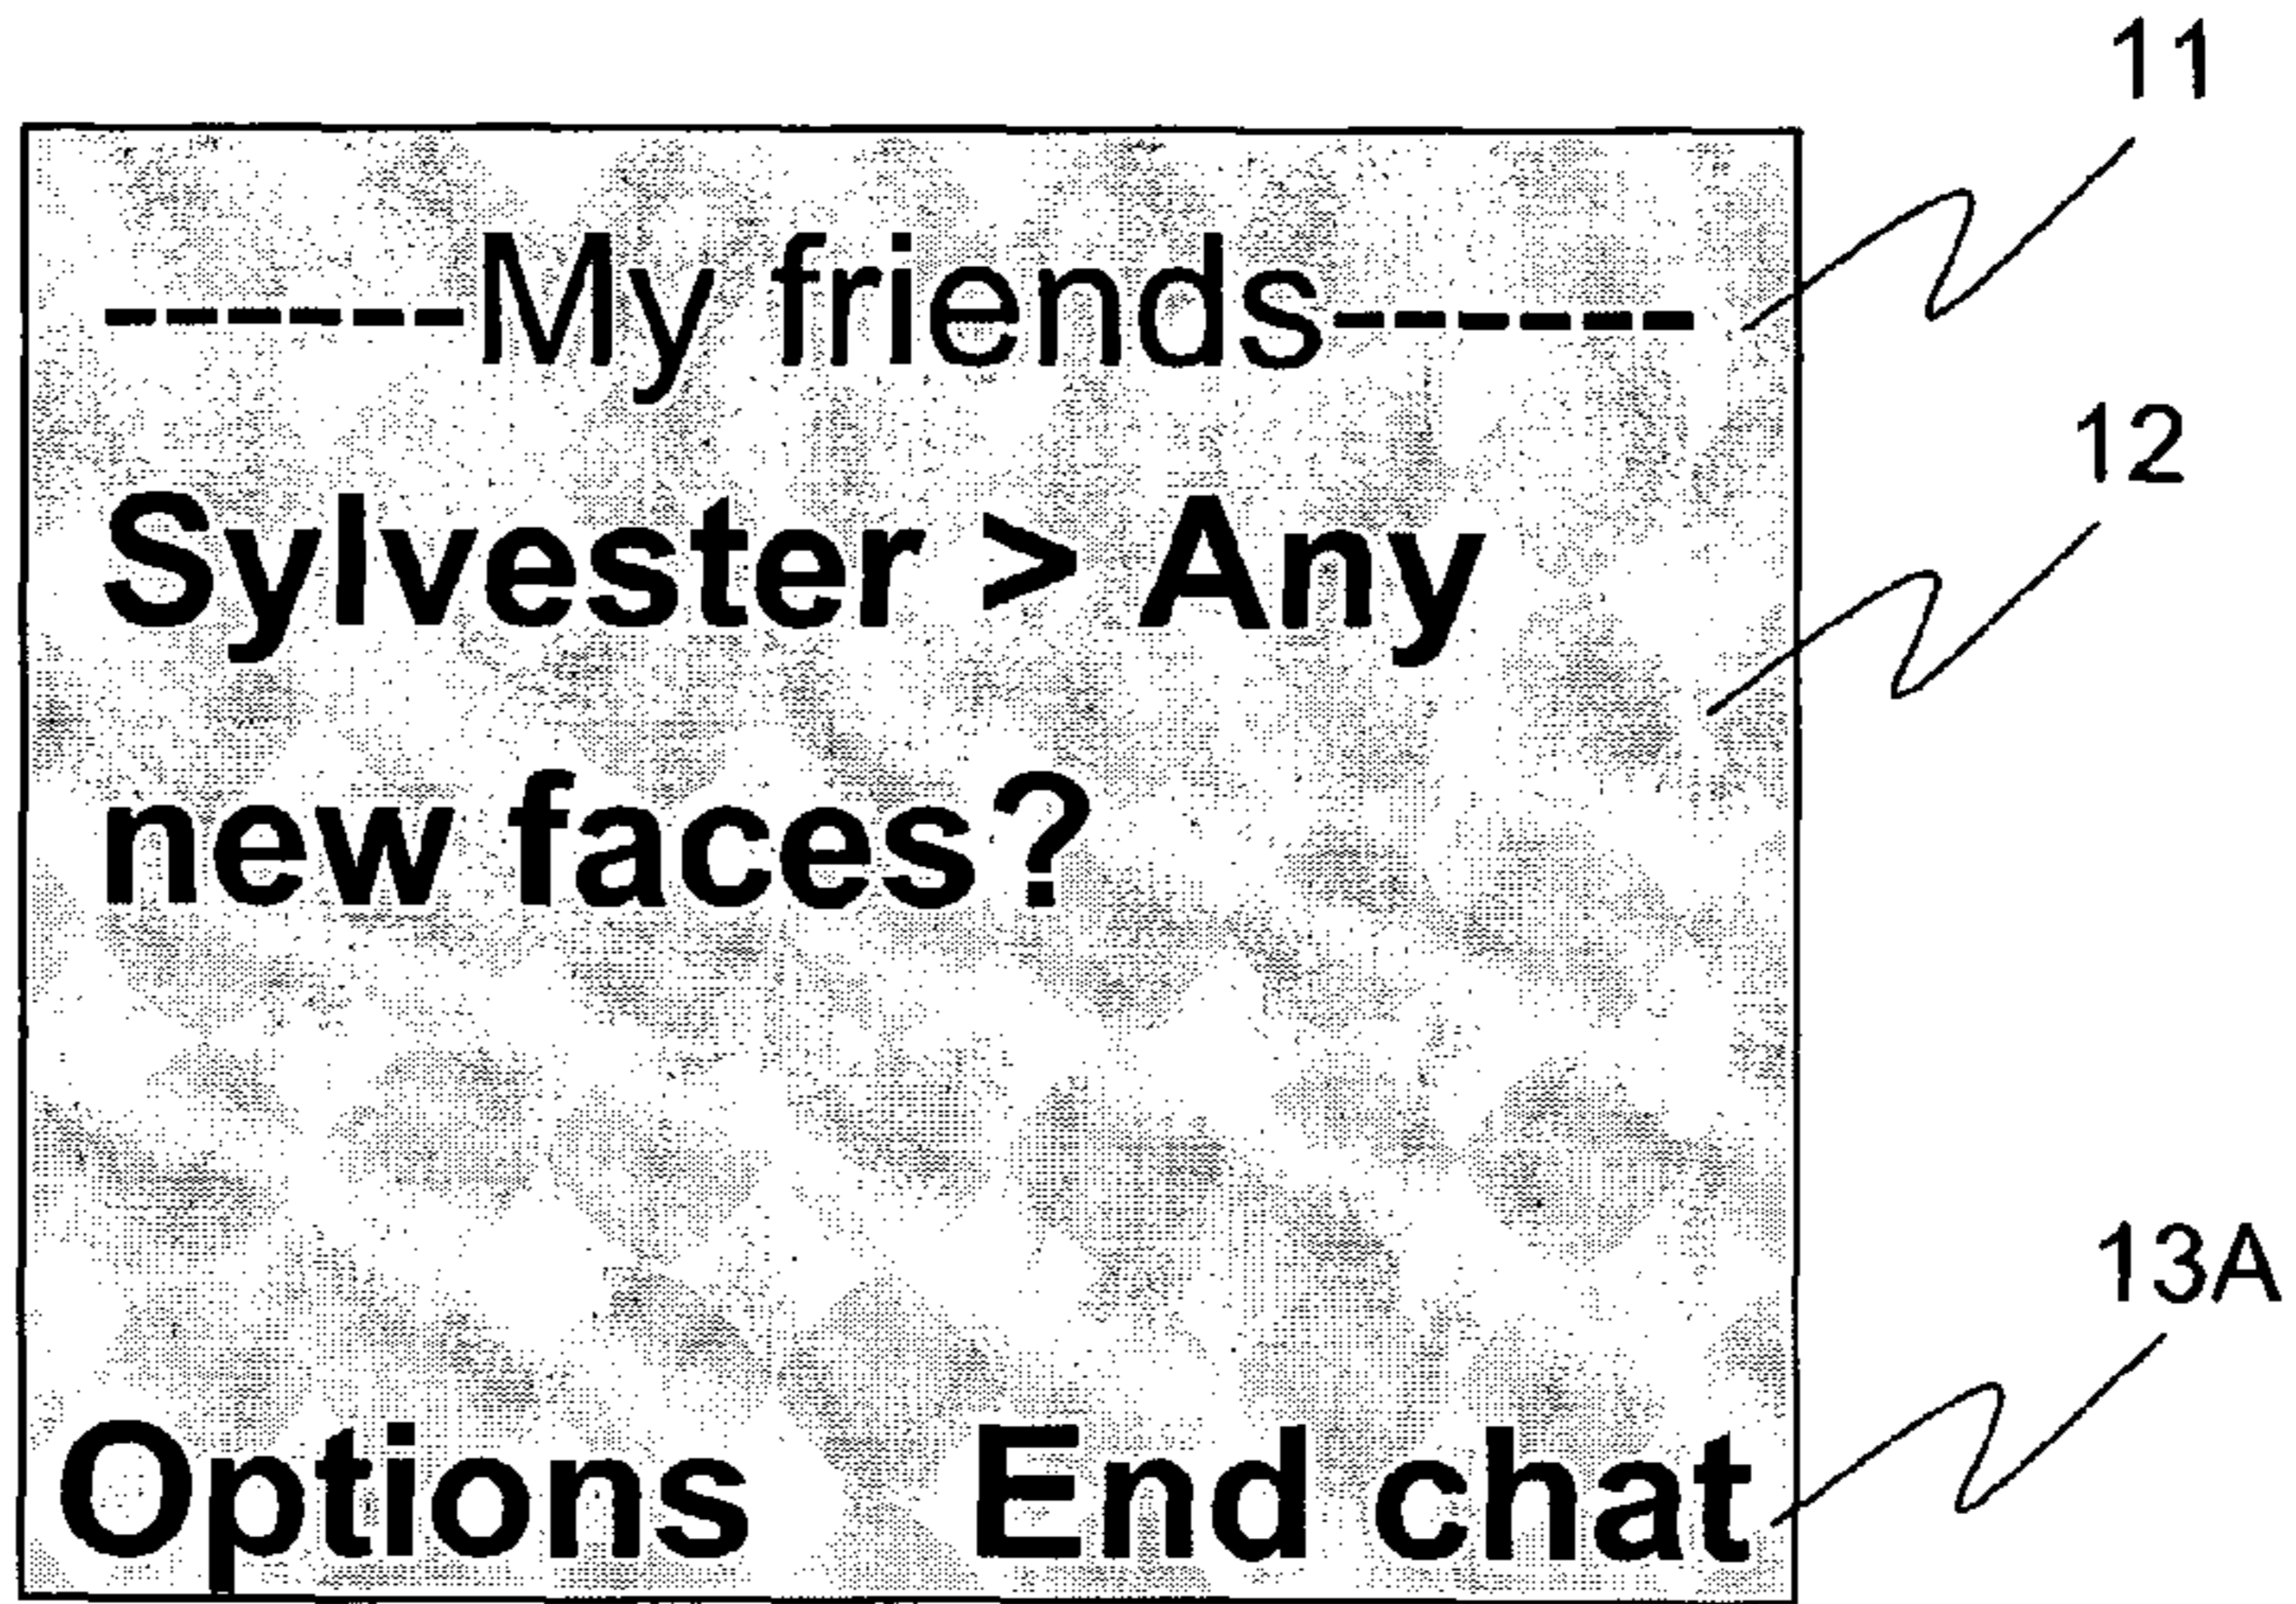 11
------My friends------
12
Sylvester > Any
new faces?
13A
Options End chat